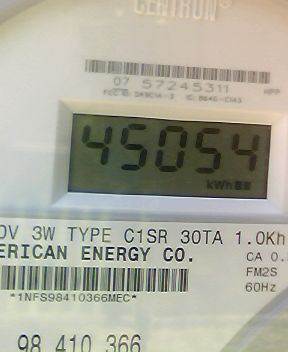 CENTRON®
07 57245311
45054
kWh
0V 3W TYPE C1SR 30TA 1.0Kh
ERICAN ENERGY CO.
CA 0.
FM2S
*1NFS98410366MEC*
60Hz
98 410 366